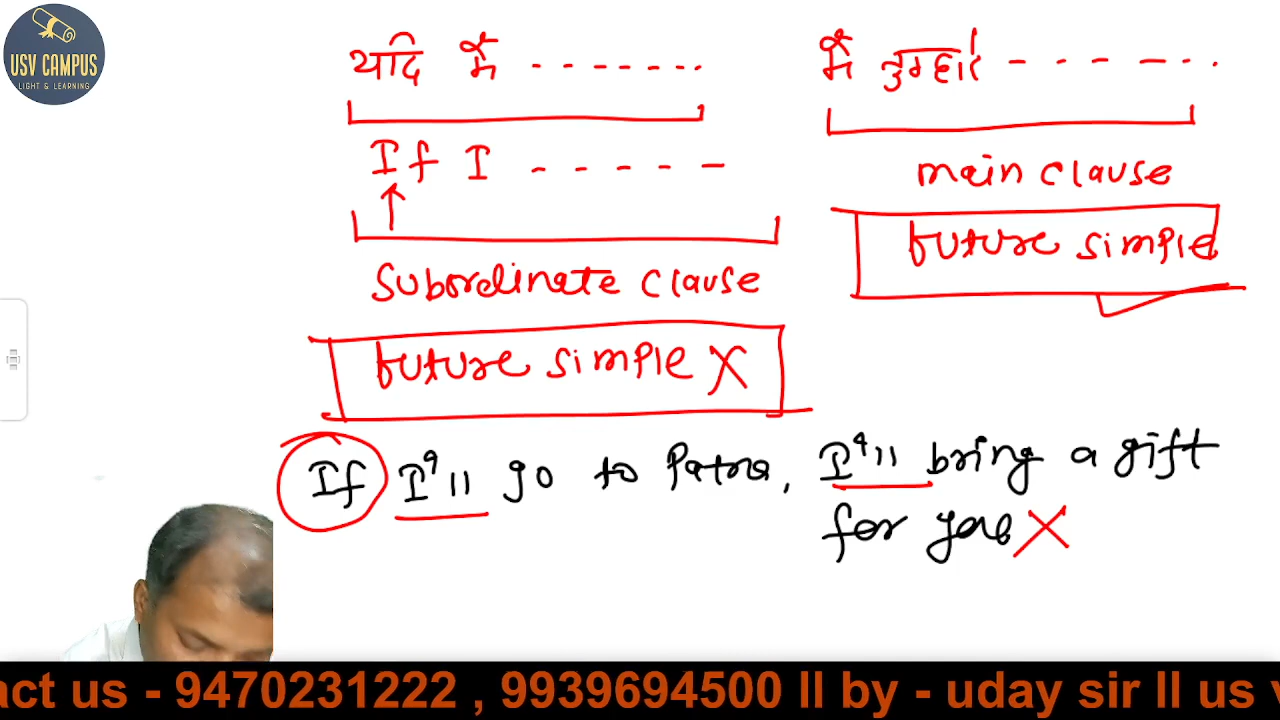 USV CAMPUS
LIGHT & LEARNING
यदि मैं - - - - - - - मैं तुम्हारे - - - - - -
If I - - - - - main clause
future simple
subordinate clause
future simple X
If I'll go to Patna, I'll bring a gift
for you X
act us - 9470231222 , 9939694500 ll by - uday sir ll us v